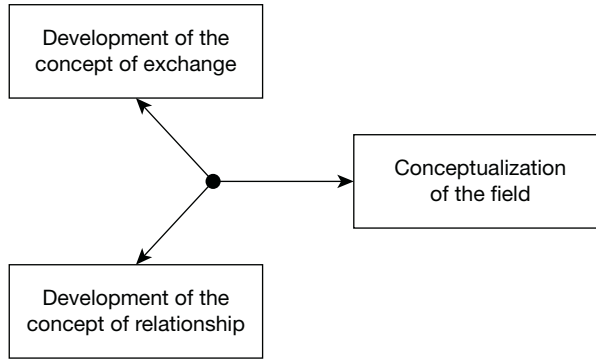 Development of the
concept of exchange
Conceptualization
of the field
Development of the
concept of relationship